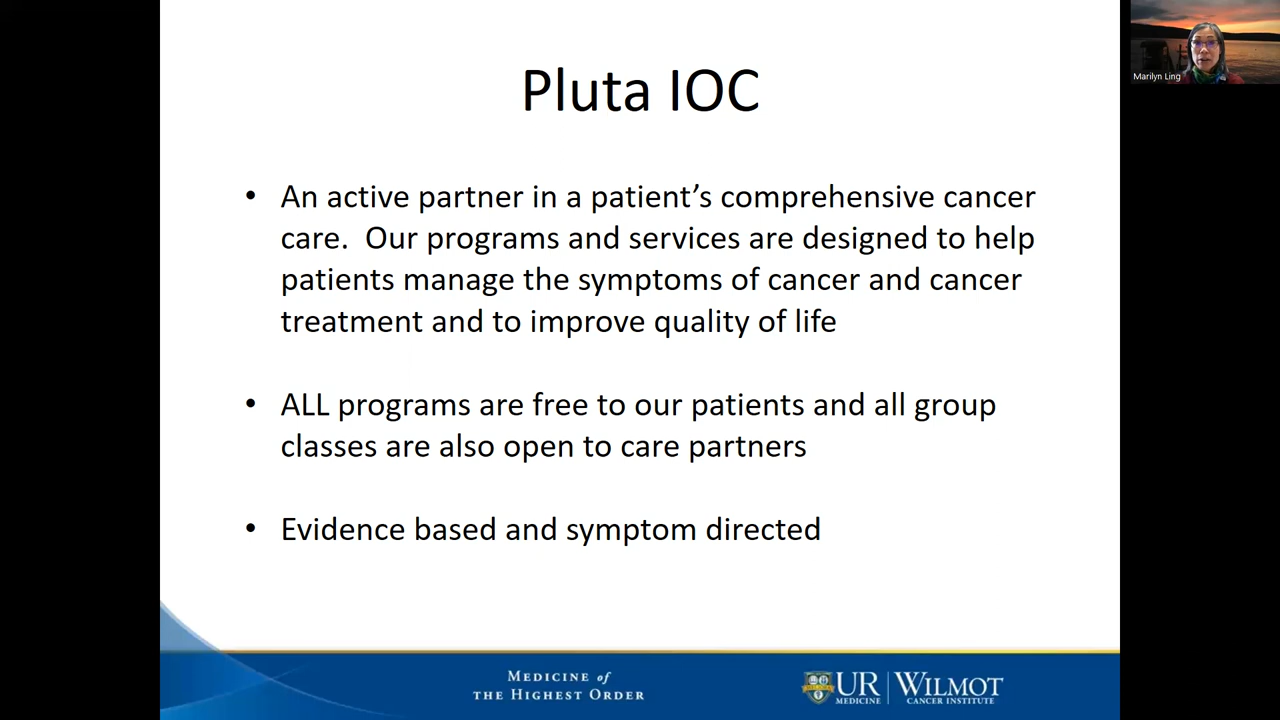 Pluta IOC
Marilyn Ling
• An active partner in a patient’s comprehensive cancer
care.  Our programs and services are designed to help
patients manage the symptoms of cancer and cancer
treatment and to improve quality of life
• ALL programs are free to our patients and all group
classes are also open to care partners
• Evidence based and symptom directed
MEDICINE of
THE HIGHEST ORDER
UR
MEDICINE
WILMOT
CANCER INSTITUTE